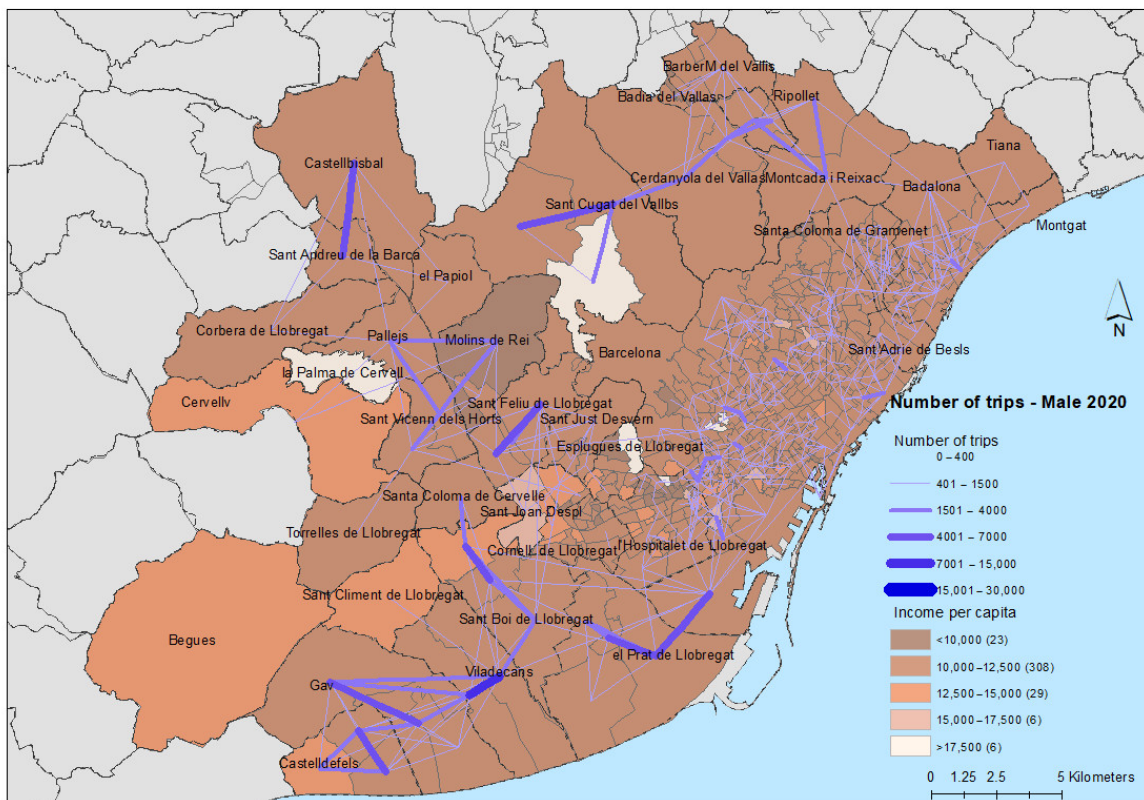 BarberM del Vallis
Badia del Vallas
Ripollet
Castellbisbal
Tiana
Cerdanyola del Vallas
Montcada i Reixac
Badalona
Sant Cugat del Vallbs
Santa Coloma de Gramenet
Montgat
Sant Andreu de la Barca
el Papiol
N
Corbera de Llobregat
Pallejs
Molins de Rei
Barcelona
Sant Adrie de Besls
la Palma de Cervell
Cervellv
Sant Feliu de Llobregat
Sant Vicenn dels Horts
Sant Just Desvern
Esplugues de Llobregat
Santa Coloma de Cervelle
Sant Joan Despl
Torrelles de Llobregat
Cornell. de Llobregat
l'Hospitalet de Llobregat
Sant Climent de Llobregat
Sant Boi de Llobregat
Begues
el Prat de Llobregat
Viladecans
Gav
Castelldefels
Number of trips - Male 2020
Number of trips
0 – 400
401 – 1500
1501 – 4000
4001 – 7000
7001 – 15,000
15,001 – 30,000
Income per capita
<10,000 (23)
10,000–12,500 (308)
12,500–15,000 (29)
15,000–17,500 (6)
>17,500 (6)
0 1.25 2.5 5 Kilometers